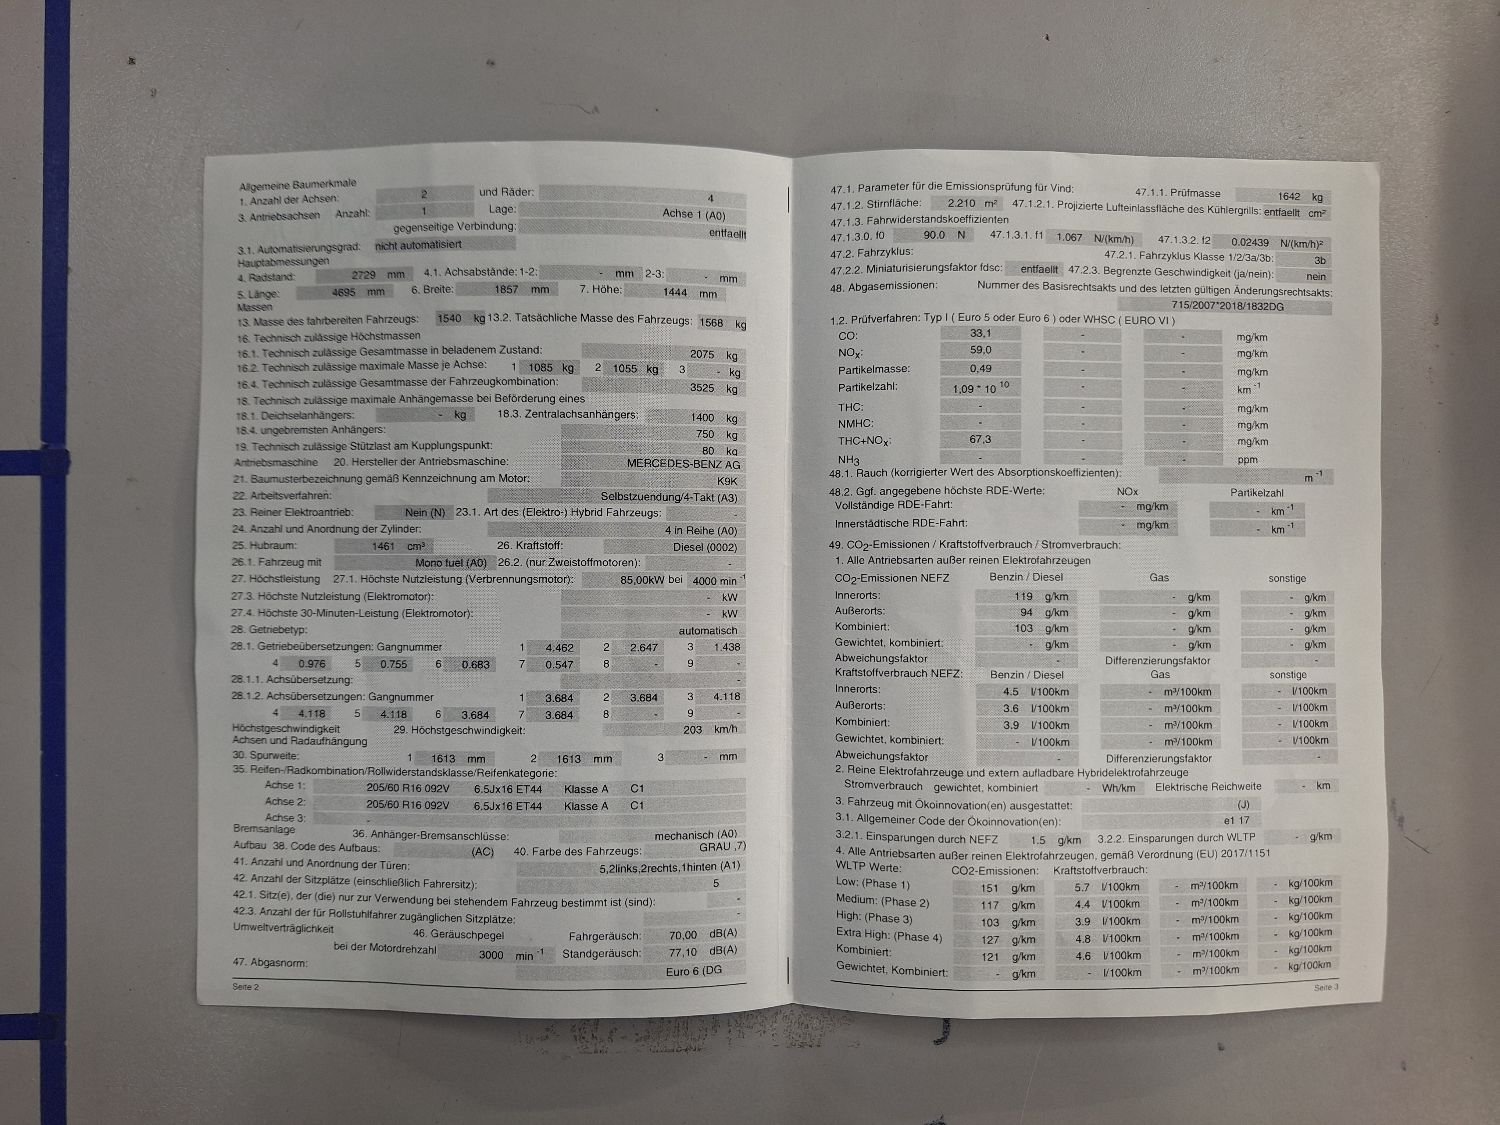 Allgemeine Baumerkmale
1. Anzahl der Achsen: 2 und Räder: 4
3. Antriebsachsen Anzahl: 1 Lage: Achse 1 (A0)
gegenseitige Verbindung: entfaellt
3.1. Automatisierungsgrad: nicht automatisiert
Hauptabmessungen
4. Radstand: 2729 mm 4.1. Achsabstände: 1-2: - mm 2-3: - mm
5. Länge: 4695 mm 6. Breite: 1857 mm 7. Höhe: 1444 mm
Massen
13. Masse des fahrbereiten Fahrzeugs: 1540 kg 13.2. Tatsächliche Masse des Fahrzeugs: 1568 kg
16. Technisch zulässige Höchstmassen
16.1. Technisch zulässige Gesamtmasse in beladenem Zustand: 2075 kg
16.2. Technisch zulässige maximale Masse je Achse: 1 1085 kg 2 1055 kg 3 - kg
16.4. Technisch zulässige Gesamtmasse der Fahrzeugkombination: 3525 kg
18. Technisch zulässige maximale Anhängemasse bei Beförderung eines
18.1. Deichselanhängers: - kg 18.3. Zentralachsanhängers: 1400 kg
18.4. ungebremsten Anhängers: 750 kg
19. Technisch zulässige Stützlast am Kupplungspunkt: 80 kg
Antriebsmaschine 20. Hersteller der Antriebsmaschine: MERCEDES-BENZ AG
21. Baumusterbezeichnung gemäß Kennzeichnung am Motor: K9K
22. Arbeitsverfahren: Selbstzuendung/4-Takt (A3)
23. Reiner Elektroantrieb: Nein (N) 23.1. Art des (Elektro-) Hybrid Fahrzeugs: -
24. Anzahl und Anordnung der Zylinder: 4 in Reihe (A0)
25. Hubraum: 1461 cm³ 26. Kraftstoff: Diesel (0002)
26.1. Fahrzeug mit Mono fuel (A0) 26.2. (nur Zweistoffmotoren): -
27. Höchstleistung 27.1. Höchste Nutzleistung (Verbrennungsmotor): 85,00kW bei 4000 min⁻¹
27.3. Höchste Nutzleistung (Elektromotor): - kW
27.4. Höchste 30-Minuten-Leistung (Elektromotor): - kW
28. Getriebetyp: automatisch
28.1. Getriebeübersetzungen: Gangnummer 1 4.462 2 2.647 3 1.438
4 0.976 5 0.755 6 0.683 7 0.547 8 - 9 -
28.1.1. Achsübersetzung: -
28.1.2. Achsübersetzungen: Gangnummer 1 3.684 2 3.684 3 4.118
4 4.118 5 4.118 6 3.684 7 3.684 8 - 9 -
Höchstgeschwindigkeit 29. Höchstgeschwindigkeit: 203 km/h
Achsen und Radaufhängung
30. Spurweite: 1 1613 mm 2 1613 mm 3 - mm
35. Reifen-/Radkombination/Rollwiderstandsklasse/Reifenkategorie:
Achse 1: 205/60 R16 092V 6.5Jx16 ET44 Klasse A C1
Achse 2: 205/60 R16 092V 6.5Jx16 ET44 Klasse A C1
Achse 3: -
Bremsanlage 36. Anhänger-Bremsanschlüsse: mechanisch (A0)
Aufbau 38. Code des Aufbaus: (AC) 40. Farbe des Fahrzeugs: GRAU ,7)
41. Anzahl und Anordnung der Türen: 5,2links,2rechts,1hinten (A1)
42. Anzahl der Sitzplätze (einschließlich Fahrersitz): 5
42.1. Sitz(e), der (die) nur zur Verwendung bei stehendem Fahrzeug bestimmt ist (sind): -
42.3. Anzahl der für Rollstuhlfahrer zugänglichen Sitzplätze: -
Umweltverträglichkeit 46. Geräuschpegel Fahrgeräusch: 70,00 dB(A)
bei der Motordrehzahl 3000 min⁻¹ Standgeräusch: 77,10 dB(A)
47. Abgasnorm: Euro 6 (DG
Seite 2
47.1. Parameter für die Emissionsprüfung für Vind: 47.1.1. Prüfmasse 1642 kg
47.1.2. Stirnfläche: 2.210 m² 47.1.2.1. Projizierte Lufteinlassfläche des Kühlergrills: entfaellt cm²
47.1.3. Fahrwiderstandskoeffizienten
47.1.3.0. f0 90.0 N 47.1.3.1. f1 1.067 N/(km/h) 47.1.3.2. f2 0.02439 N/(km/h)²
47.2. Fahrzyklus: 47.2.1. Fahrzyklus Klasse 1/2/3a/3b: 3b
47.2.2. Miniaturisierungsfaktor fdsc: entfaellt 47.2.3. Begrenzte Geschwindigkeit (ja/nein): nein
48. Abgasemissionen: Nummer des Basisrechtsakts und des letzten gültigen Änderungsrechtsakts:
715/2007*2018/1832DG
1.2. Prüfverfahren: Typ I ( Euro 5 oder Euro 6 ) oder WHSC ( EURO VI )
CO: 33,1 - - mg/km
NOx: 59,0 - - mg/km
Partikelmasse: 0,49 - - mg/km
Partikelzahl: 1,09 * 10 ¹⁰ - - km⁻¹
THC: - - - mg/km
NMHC: - - - mg/km
THC+NOx: 67,3 - - mg/km
NH3 - - - ppm
48.1. Rauch (korrigierter Wert des Absorptionskoeffizienten): m⁻¹
48.2. Ggf. angegebene höchste RDE-Werte: NOx Partikelzahl
Vollständige RDE-Fahrt: - mg/km - km⁻¹
Innerstädtische RDE-Fahrt: - mg/km - km⁻¹
49. CO2-Emissionen / Kraftstoffverbrauch / Stromverbrauch:
1. Alle Antriebsarten außer reinen Elektrofahrzeugen
CO2-Emissionen NEFZ Benzin / Diesel Gas sonstige
Innerorts: 119 g/km - g/km - g/km
Außerorts: 94 g/km - g/km - g/km
Kombiniert: 103 g/km - g/km - g/km
Gewichtet, kombiniert: - g/km - g/km - g/km
Abweichungsfaktor - Differenzierungsfaktor -
Kraftstoffverbrauch NEFZ: Benzin / Diesel Gas sonstige
Innerorts: 4.5 l/100km - m³/100km - l/100km
Außerorts: 3.6 l/100km - m³/100km - l/100km
Kombiniert: 3.9 l/100km - m³/100km - l/100km
Gewichtet, kombiniert: - l/100km - m³/100km - l/100km
Abweichungsfaktor - Differenzierungsfaktor -
2. Reine Elektrofahrzeuge und extern aufladbare Hybridelektrofahrzeuge
Stromverbrauch gewichtet, kombiniert - Wh/km Elektrische Reichweite - km
3. Fahrzeug mit Ökoinnovation(en) ausgestattet: (J)
3.1. Allgemeiner Code der Ökoinnovation(en): e1 17
3.2.1. Einsparungen durch NEFZ 1.5 g/km 3.2.2. Einsparungen durch WLTP - g/km
4. Alle Antriebsarten außer reinen Elektrofahrzeugen, gemäß Verordnung (EU) 2017/1151
WLTP Werte: CO2-Emissionen: Kraftstoffverbrauch:
Low: (Phase 1) 151 g/km 5.7 l/100km - m³/100km - kg/100km
Medium: (Phase 2) 117 g/km 4.4 l/100km - m³/100km - kg/100km
High: (Phase 3) 103 g/km 3.9 l/100km - m³/100km - kg/100km
Extra High: (Phase 4) 127 g/km 4.8 l/100km - m³/100km - kg/100km
Kombiniert: 121 g/km 4.6 l/100km - m³/100km - kg/100km
Gewichtet, Kombiniert: - g/km - l/100km - m³/100km - kg/100km
Seite 3